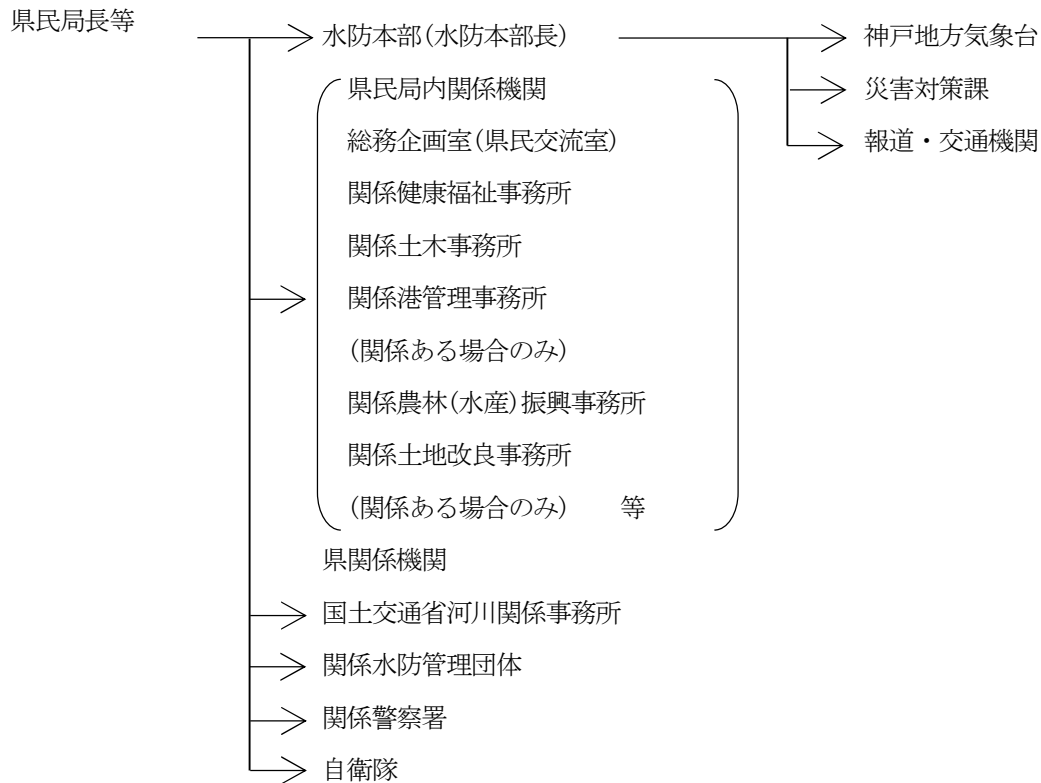 県民局長等
水防本部(水防本部長)
神戸地方気象台
県民局内関係機関
災害対策課
総務企画室(県民交流室)
報道・交通機関
関係健康福祉事務所
関係土木事務所
関係港管理事務所
(関係ある場合のみ)
関係農林(水産)振興事務所
関係土地改良事務所
(関係ある場合のみ) 等
県関係機関
国土交通省河川関係事務所
関係水防管理団体
関係警察署
自衛隊